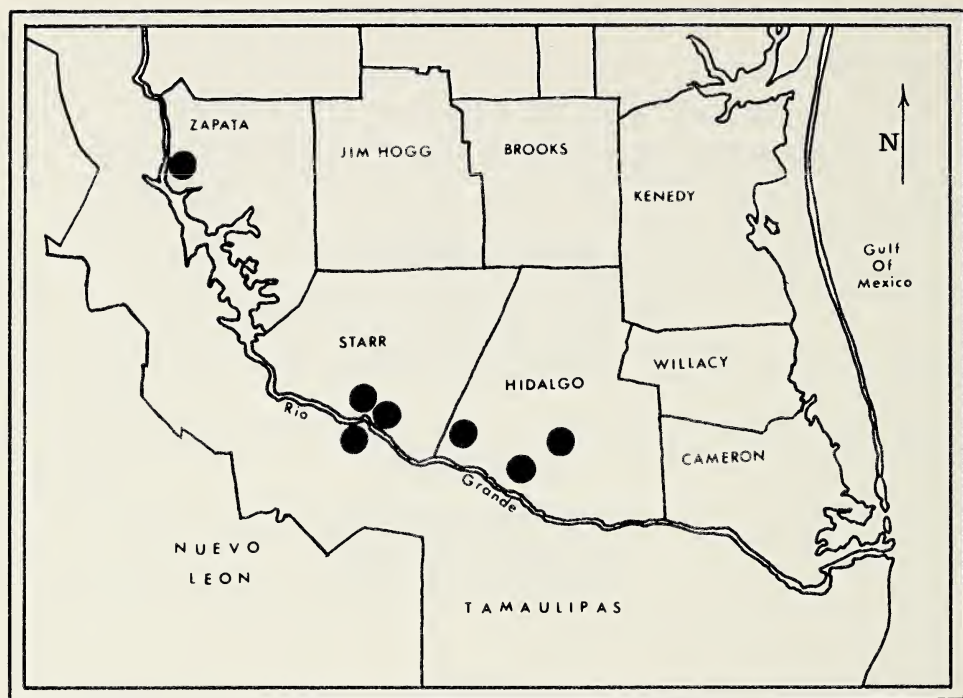 ZAPATA
JIM HOGG
BROOKS
N
KENEDY
Gulf
Of
Mexico
STARR
WILLACY
HIDALGO
Rio
CAMERON
Grande
NUEVO
LEON
TAMAULIPAS